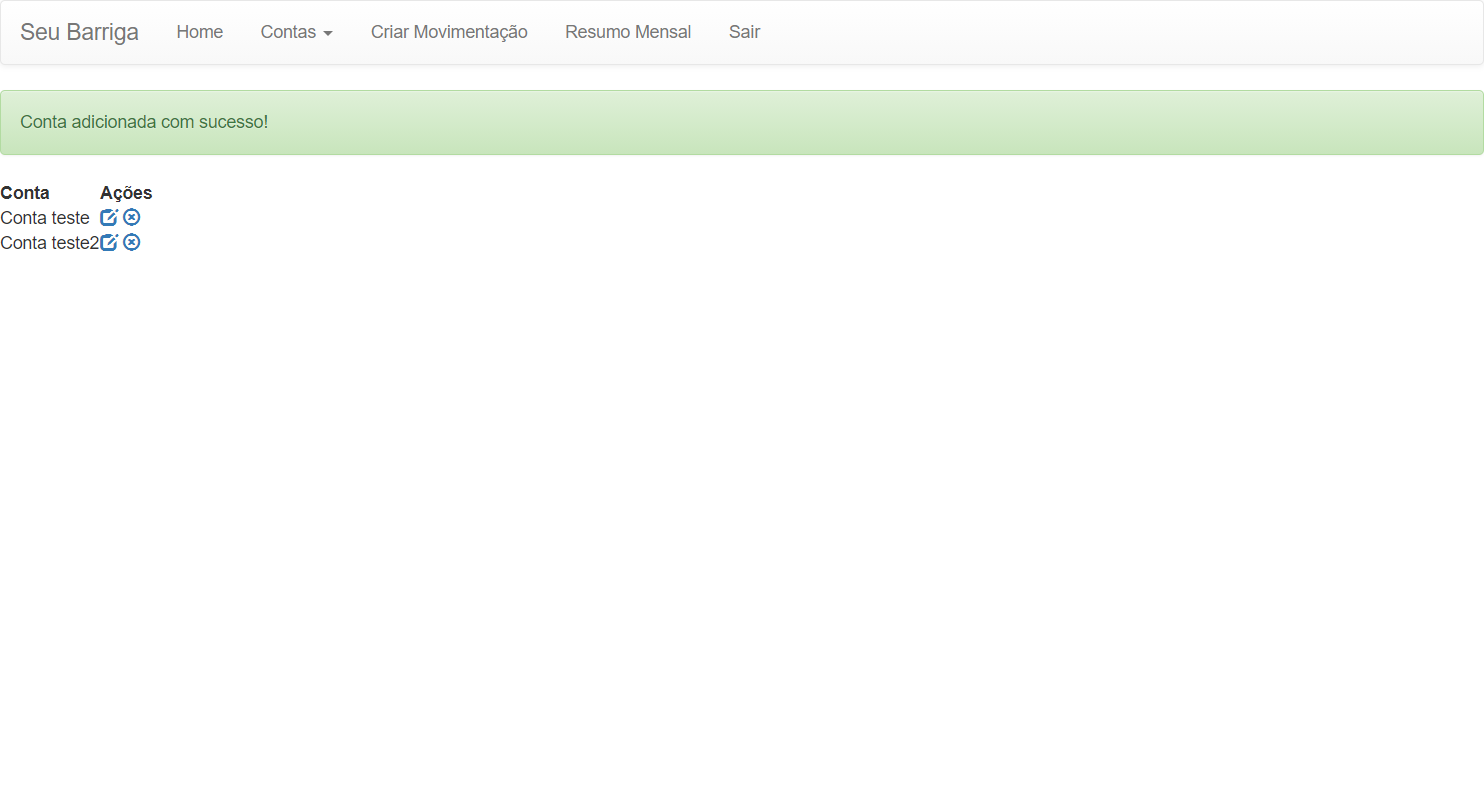 Seu Barriga Home Contas Criar Movimentação Resumo Mensal Sair
Conta adicionada com sucesso!
Conta Ações
Conta teste
Conta teste2